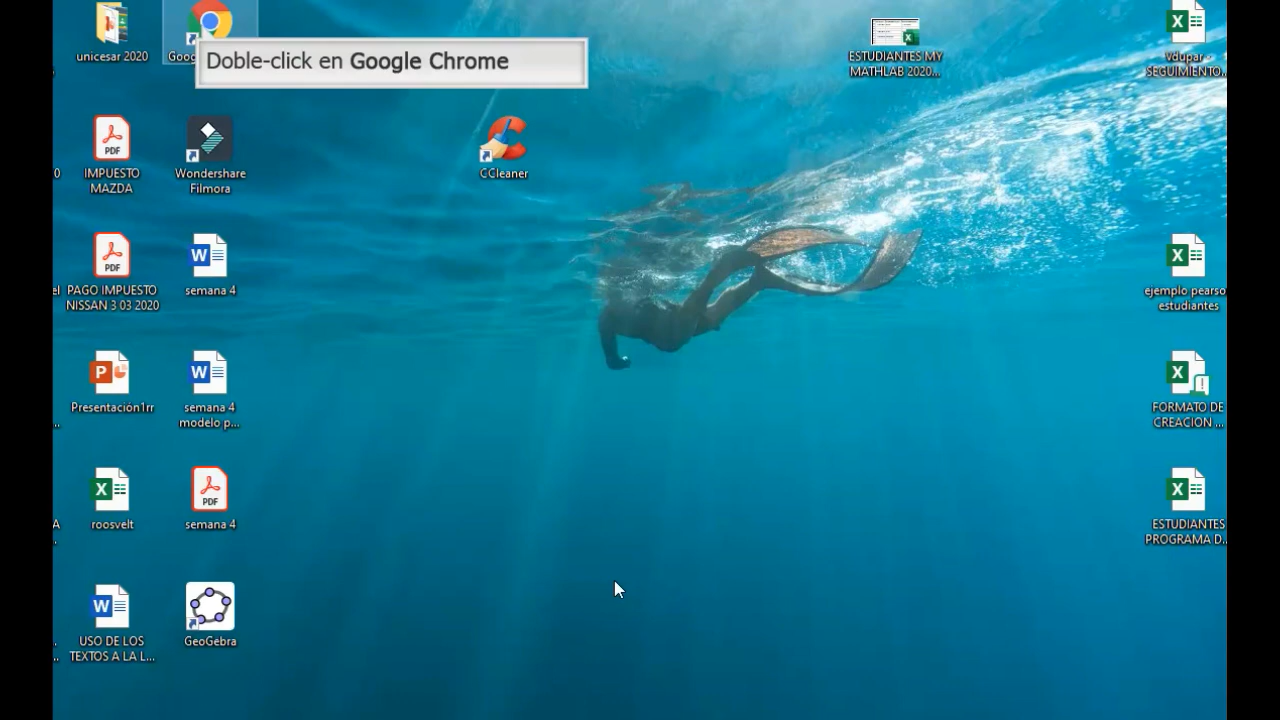 unicesar 2020
Doble-click en Google Chrome
ESTUDIANTES MY
MATHLAB 2020...
Vdupar -
SEGUIMIENTO...
IMPUESTO
MAZDA
Wondershare
Filmora
CCleaner
PAGO IMPUESTO
NISSAN 3 03 2020
semana 4
ejemplo pearso
estudiantes
Presentación1rr
semana 4
modelo p...
FORMATO DE
CREACION ...
roosvelt
semana 4
ESTUDIANTES
PROGRAMA D...
USO DE LOS
TEXTOS A LA L...
GeoGebra